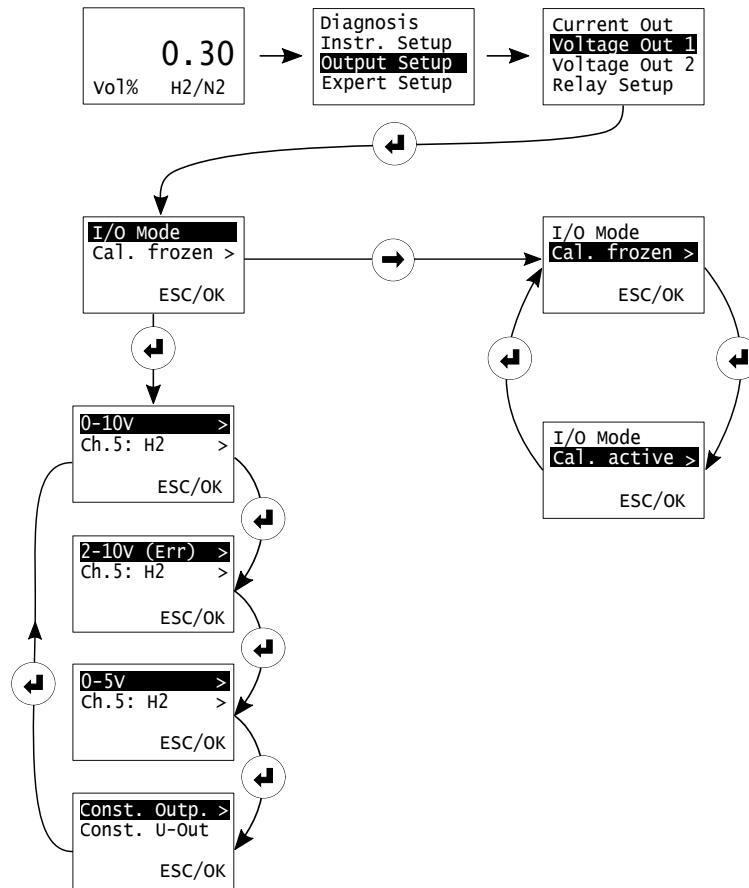 0.30
Vol% H2/N2
Diagnosis
Instr. Setup
Output Setup
Expert Setup
Current Out
Voltage Out 1
Voltage Out 2
Relay Setup
I/O Mode
Cal. frozen >
ESC/OK
I/O Mode
Cal. frozen >
ESC/OK
I/O Mode
Cal. active >
ESC/OK
0-10V >
Ch.5: H2 >
ESC/OK
2-10V (Err) >
Ch.5: H2 >
ESC/OK
0-5V >
Ch.5: H2 >
ESC/OK
Const. Outp. >
Const. U-Out
ESC/OK